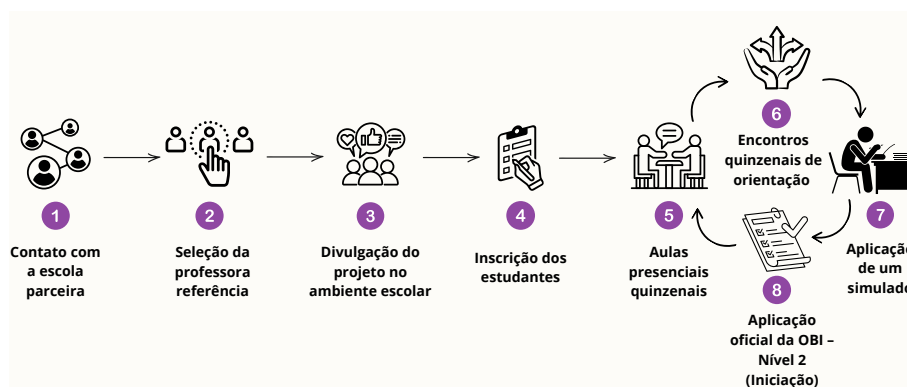 1
Contato com
a escola
parceira
2
Seleção da
professora
referência
3
Divulgação do
projeto no
ambiente escolar
4
Inscrição dos
estudantes
5
Aulas
presenciais
quinzenais
6
Encontros
quinzenais de
orientação
7
Aplicação
de um
simulado
8
Aplicação
oficial da OBI –
Nível 2
(Iniciação)